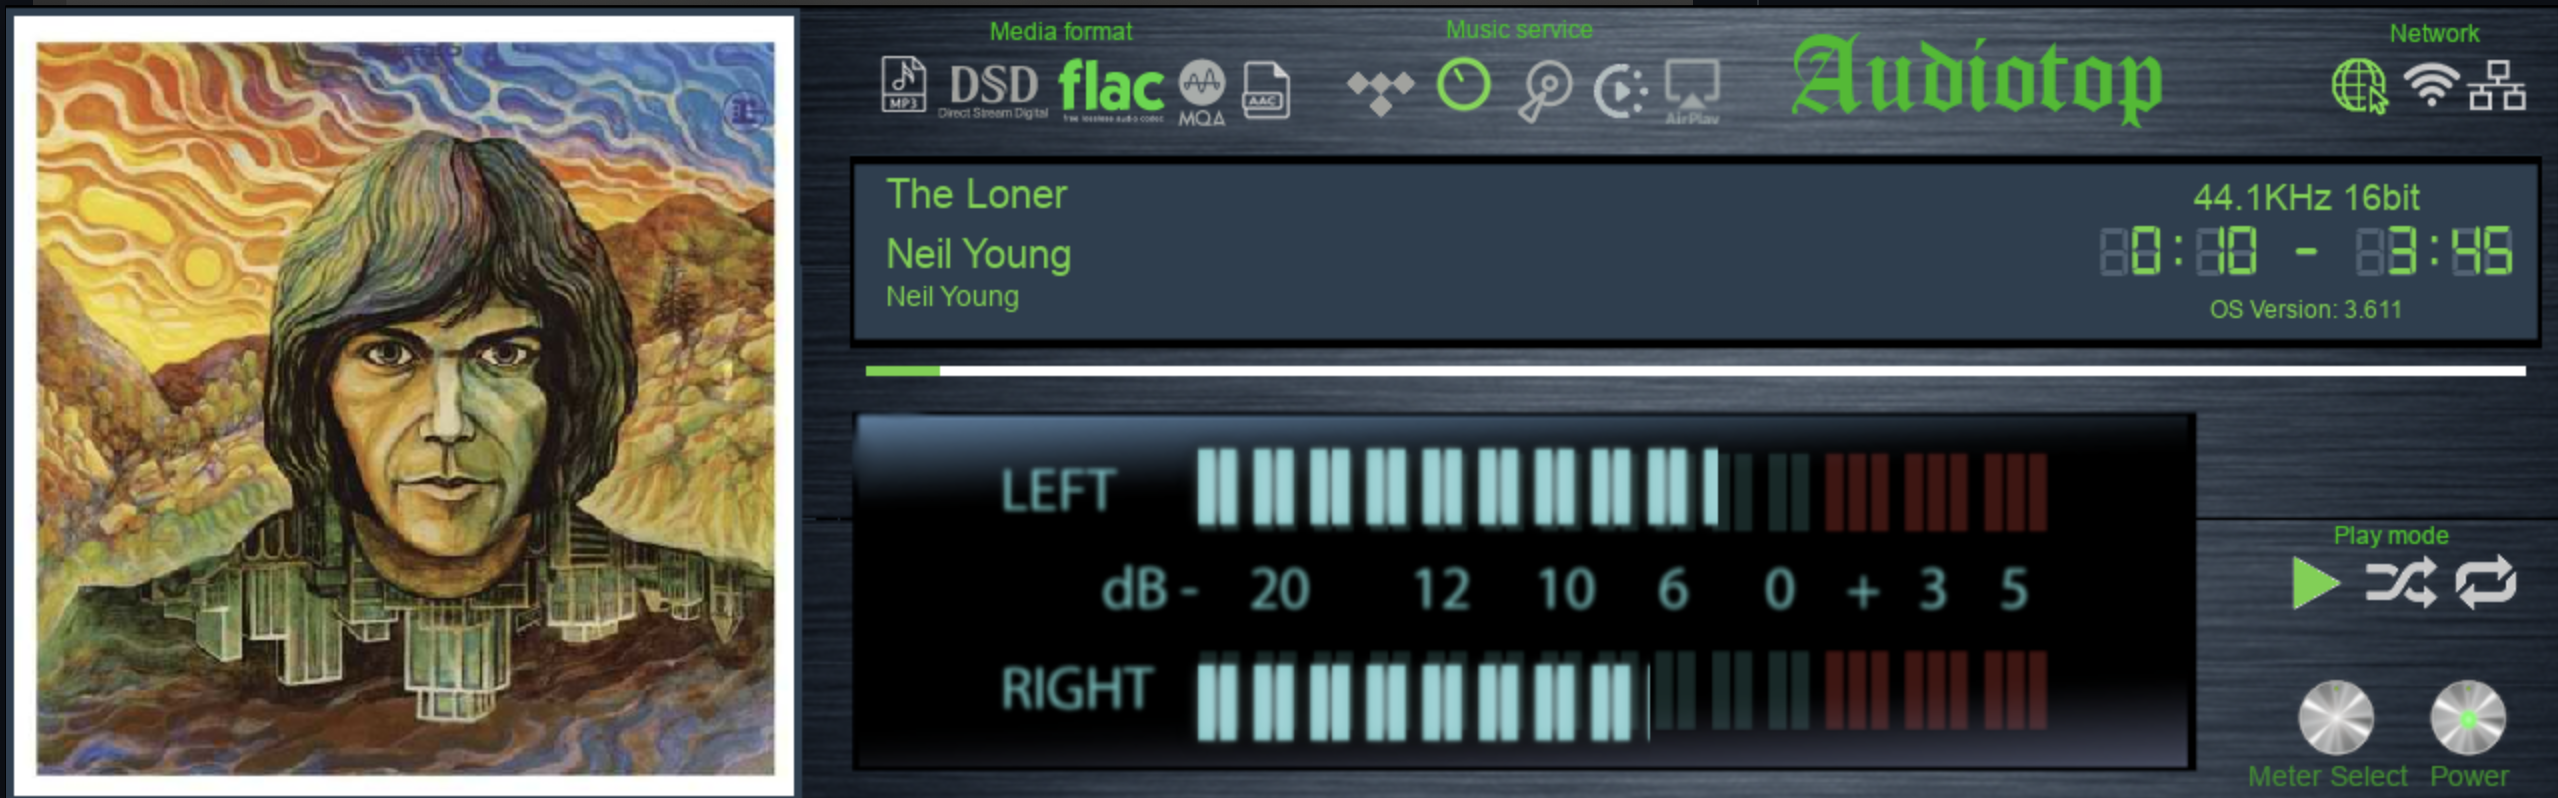 Media format
Music service
Network
MP3
DSD
Direct Stream Digital
flac
free lossless audio codec
MQA
AAC
AirPlay
Audiotop
The Loner
Neil Young
Neil Young
44.1KHz 16bit
0:10 - 3:45
OS Version: 3.611
LEFT
dB - 20 12 10 6 0 + 3 5
RIGHT
Play mode
Meter Select
Power